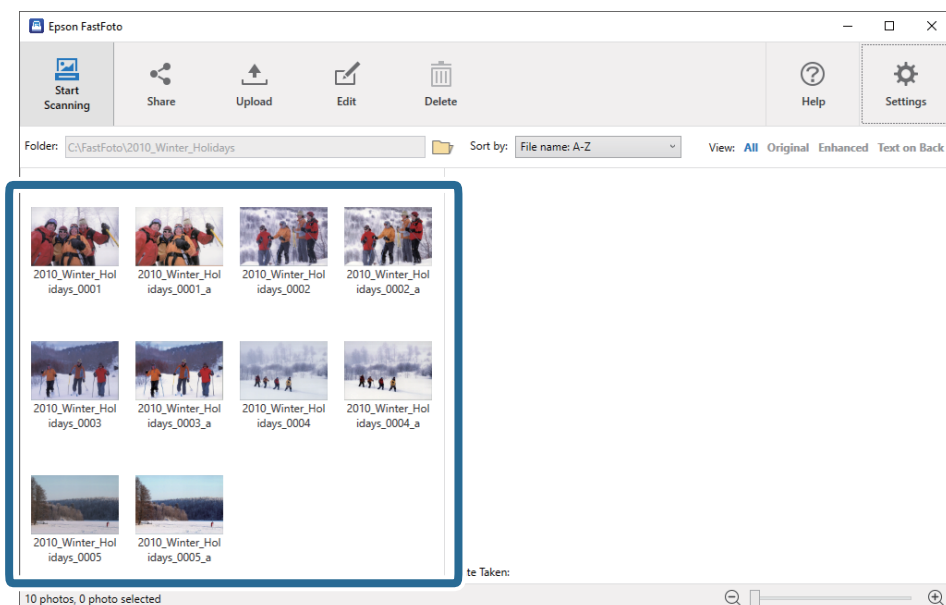 Epson FastFoto
Start
Scanning
Share
Upload
Edit
Delete
Help
Settings
Folder: C:\FastFoto\2010_Winter_Holidays
Sort by: File name: A-Z
View: All Original Enhanced Text on Back
2010_Winter_Hol
idays_0001
2010_Winter_Hol
idays_0001_a
2010_Winter_Hol
idays_0002
2010_Winter_Hol
idays_0002_a
2010_Winter_Hol
idays_0003
2010_Winter_Hol
idays_0003_a
2010_Winter_Hol
idays_0004
2010_Winter_Hol
idays_0004_a
2010_Winter_Hol
idays_0005
2010_Winter_Hol
idays_0005_a
te Taken:
10 photos, 0 photo selected